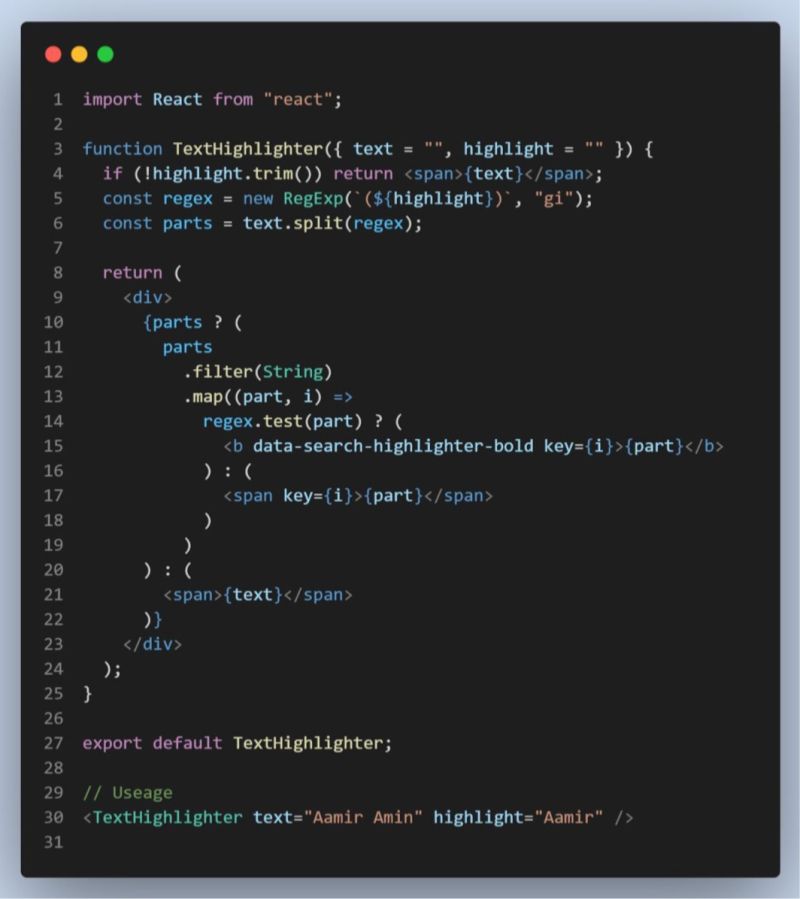 1 import React from "react";
2
3 function TextHighlighter({ text = "", highlight = "" }) {
4   if (!highlight.trim()) return <span>{text}</span>;
5   const regex = new RegExp(`(${highlight})`, "gi");
6   const parts = text.split(regex);
7
8   return (
9     <div>
10       {parts ? (
11         parts
12           .filter(String)
13           .map((part, i) =>
14             regex.test(part) ? (
15               <b data-search-highlighter-bold key={i}>{part}</b>
16             ) : (
17               <span key={i}>{part}</span>
18             )
19           )
20       ) : (
21         <span>{text}</span>
22       )}
23     </div>
24   );
25 }
26
27 export default TextHighlighter;
28
29 // Useage
30 <TextHighlighter text="Aamir Amin" highlight="Aamir" />
31